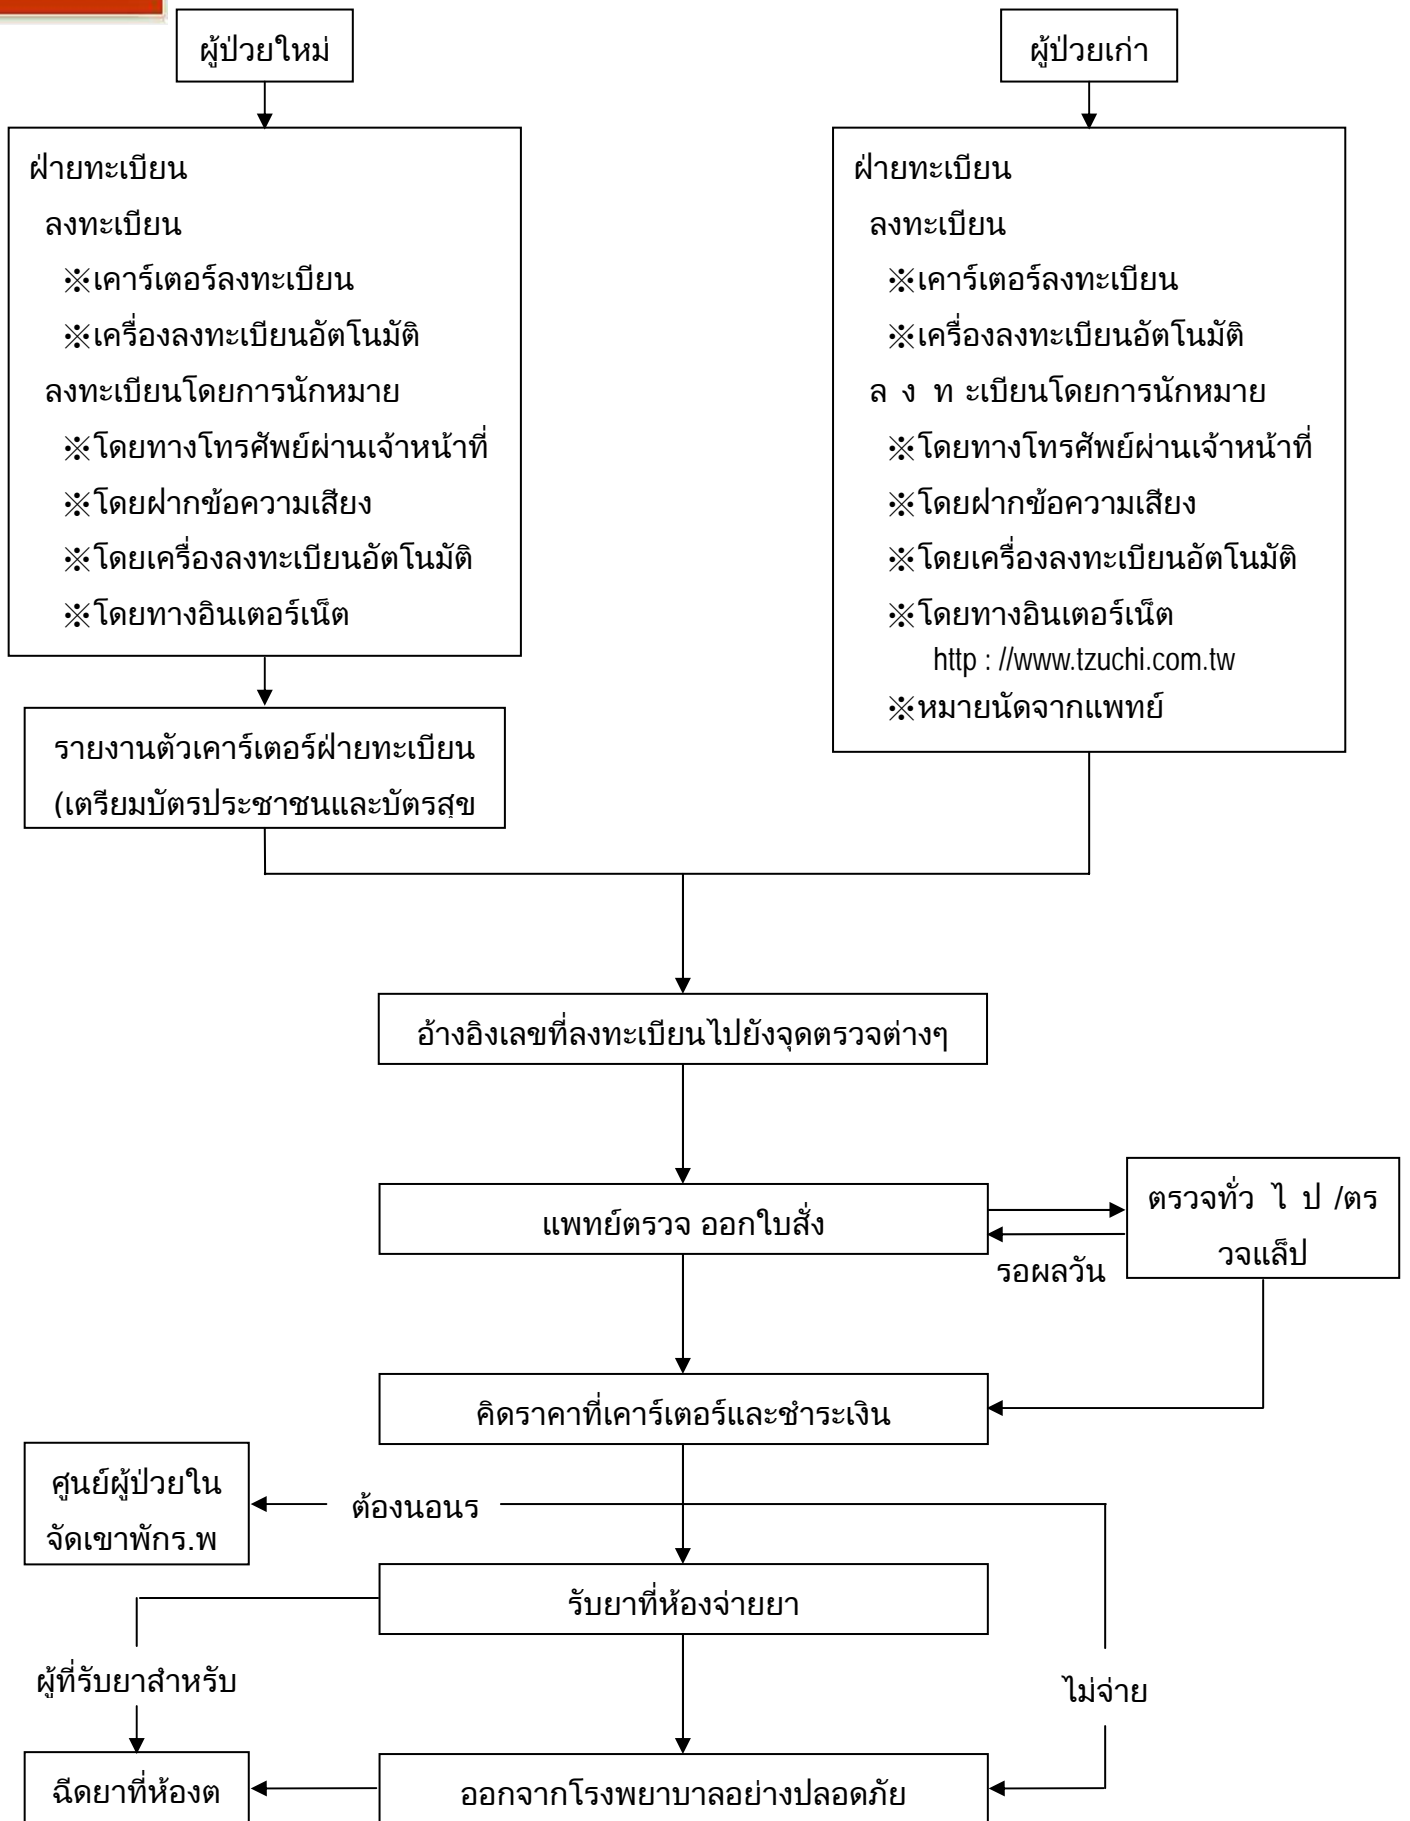 ผู้ป่วยใหม่
ฝ่ายทะเบียน
ลงทะเบียน
※เคาร์เตอร์ลงทะเบียน
※เครื่องลงทะเบียนอัตโนมัติ
ลงทะเบียนโดยการนักหมาย
※โดยทางโทรศัพย์ผ่านเจ้าหน้าที่
※โดยฝากข้อความเสียง
※โดยเครื่องลงทะเบียนอัตโนมัติ
※โดยทางอินเตอร์เน็ต
รายงานตัวเคาร์เตอร์ฝ่ายทะเบียน
(เตรียมบัตรประชาชนและบัตรสุข
ผู้ป่วยเก่า
ฝ่ายทะเบียน
ลงทะเบียน
※เคาร์เตอร์ลงทะเบียน
※เครื่องลงทะเบียนอัตโนมัติ
ล ง ท ะเบียนโดยการนักหมาย
※โดยทางโทรศัพย์ผ่านเจ้าหน้าที่
※โดยฝากข้อความเสียง
※โดยเครื่องลงทะเบียนอัตโนมัติ
※โดยทางอินเตอร์เน็ต
http : //www.tzuchi.com.tw
※หมายนัดจากแพทย์
อ้างอิงเลขที่ลงทะเบียนไปยังจุดตรวจต่างๆ
แพทย์ตรวจ ออกใบสั่ง
ตรวจทั่ว ไ ป /ตร
วจแล็ป
รอผลวัน
คิดราคาที่เคาร์เตอร์และชำระเงิน
ศูนย์ผู้ป่วยใน
จัดเขาพักร.พ
ต้องนอนร
รับยาที่ห้องจ่ายยา
ผู้ที่รับยาสำหรับ
ไม่จ่าย
ฉีดยาที่ห้องต
ออกจากโรงพยาบาลอย่างปลอดภัย